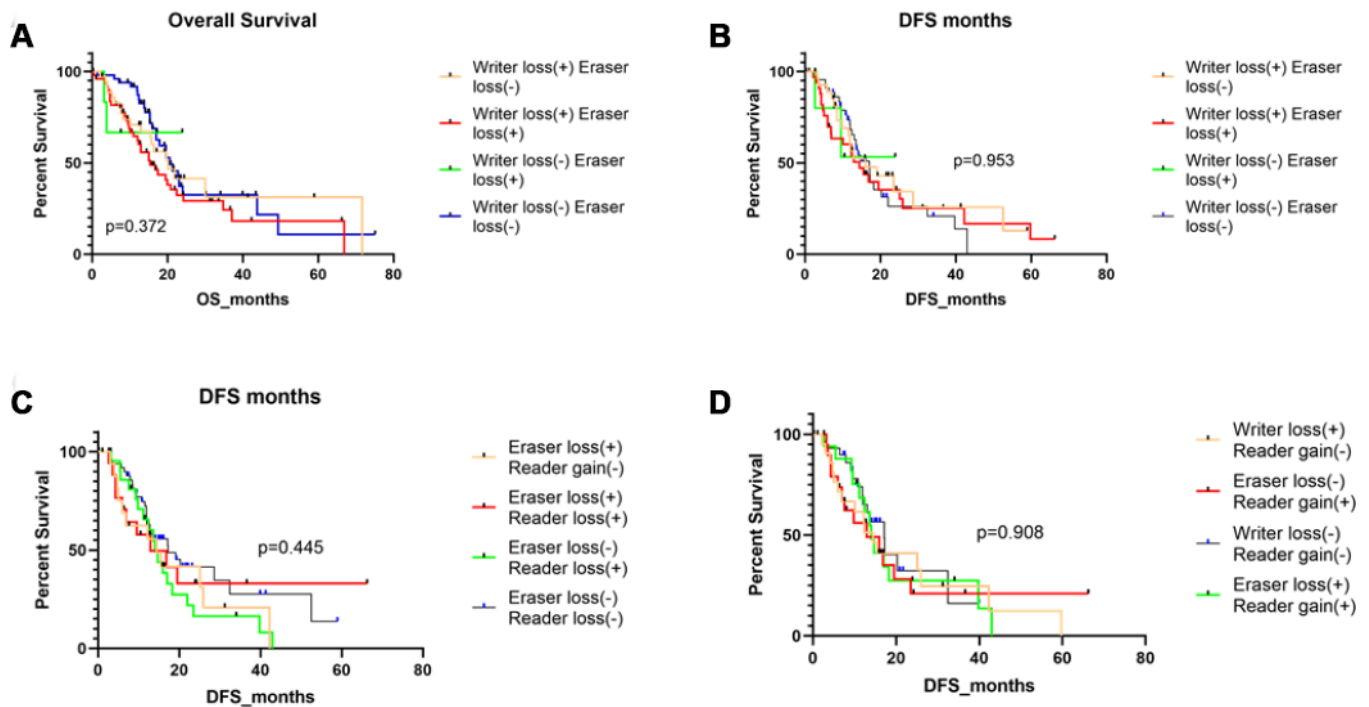 A
Overall Survival
Percent Survival
100
50
0
0 20 40 60 80
OS_months
p=0.372
Writer loss(+) Eraser
loss(-)
Writer loss(+) Eraser
loss(+)
Writer loss(-) Eraser
loss(+)
Writer loss(-) Eraser
loss(-)
B
DFS months
Percent Survival
100
50
0
0 20 40 60 80
DFS_months
p=0.953
Writer loss(+) Eraser
loss(-)
Writer loss(+) Eraser
loss(+)
Writer loss(-) Eraser
loss(+)
Writer loss(-) Eraser
loss(-)
C
DFS months
Percent Survival
100
50
0
0 20 40 60 80
DFS_months
p=0.445
Eraser loss(+)
Reader gain(-)
Eraser loss(+)
Reader loss(+)
Eraser loss(-)
Reader loss(+)
Eraser loss(-)
Reader loss(-)
D
Percent Survival
100
50
0
0 20 40 60 80
DFS_months
p=0.908
Writer loss(+)
Reader gain(-)
Eraser loss(-)
Reader gain(+)
Writer loss(-)
Reader gain(-)
Eraser loss(+)
Reader gain(+)